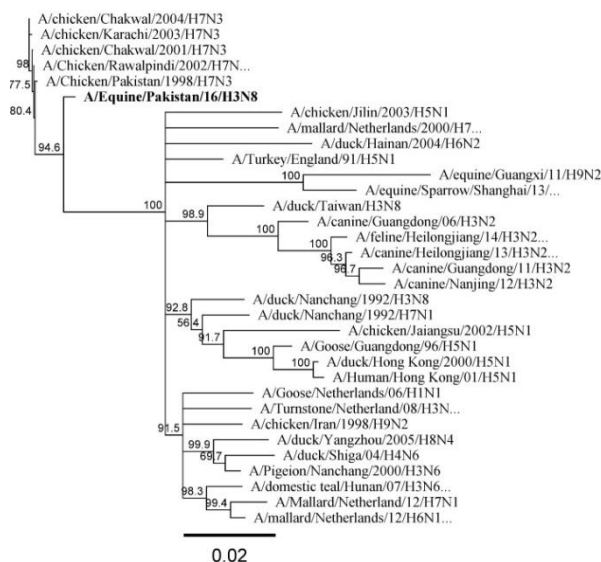 A/chicken/Chakwal/2004/H7N3
A/chicken/Karachi/2003/H7N3
A/chicken/Chakwal/2001/H7N3
98
A/Chicken/Rawalpindi/2002/H7N...
77.5
A/Chicken/Pakistan/1998/H7N3
A/Equine/Pakistan/16/H3N8
80.4
A/chicken/Jilin/2003/H5N1
A/mallard/Netherlands/2000/H7...
A/duck/Hainan/2004/H6N2
94.6
A/Turkey/England/91/H5N1
100
A/equine/Guangxi/11/H9N2
A/equine/Sparrow/Shanghai/13/...
100
98.9
A/duck/Taiwan/H3N8
A/canine/Guangdong/06/H3N2
100
100
A/feline/Heilongjiang/14/H3N2...
96.3
A/canine/Heilongjiang/13/H3N2...
96.7
A/canine/Guangdong/11/H3N2
A/canine/Nanjing/12/H3N2
92.8
A/duck/Nanchang/1992/H3N8
56.4
A/duck/Nanchang/1992/H7N1
91.7
A/chicken/Jaiangsu/2002/H5N1
100
A/Goose/Guangdong/96/H5N1
100
A/duck/Hong Kong/2000/H5N1
A/Human/Hong Kong/01/H5N1
A/Goose/Netherlands/06/H1N1
A/Turnstone/Netherland/08/H3N...
91.5
A/chicken/Iran/1998/H9N2
99.9
A/duck/Yangzhou/2005/H8N4
69.7
A/duck/Shiga/04/H4N6
A/Pigeion/Nanchang/2000/H3N6
98.3
A/domestic teal/Hunan/07/H3N6...
99.4
A/Mallard/Netherland/12/H7N1
A/mallard/Netherlands/12/H6N1...
0.02